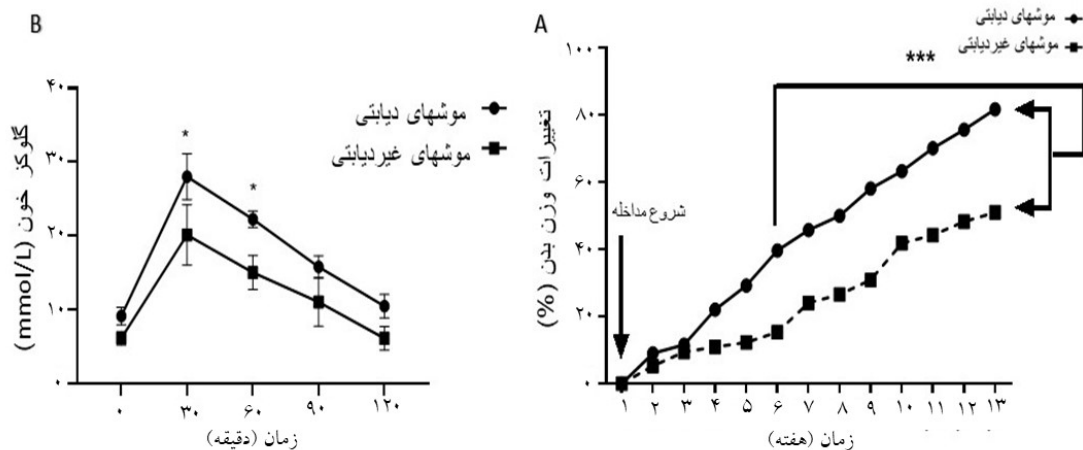 A
موشهای دیابتی
موشهای غیردیابتی
***
تغییرات وزن بدن (%)
۱۰۰
۸۰
۶۰
۴۰
۲۰
۰
شروع مداخله
۱ ۲ ۳ ۴ ۵ ۶ ۷ ۸ ۹ ۱۰ ۱۱ ۱۲ ۱۳
زمان (هفته)
B
موشهای دیابتی
موشهای غیردیابتی
گلوکز خون (mmol/L)
۴۰
۳۰
۲۰
۱۰
۰
*
*
۰ ۳۰ ۶۰ ۹۰ ۱۲۰
زمان (دقیقه)